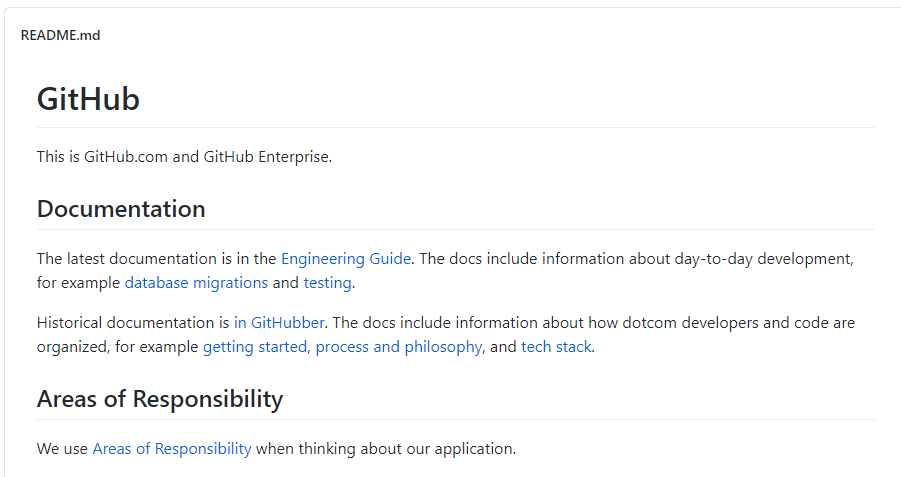 README.md
GitHub
This is GitHub.com and GitHub Enterprise.
Documentation
The latest documentation is in the Engineering Guide. The docs include information about day-to-day development,
for example database migrations and testing.
Historical documentation is in GitHubber. The docs include information about how dotcom developers and code are
organized, for example getting started, process and philosophy, and tech stack.
Areas of Responsibility
We use Areas of Responsibility when thinking about our application.